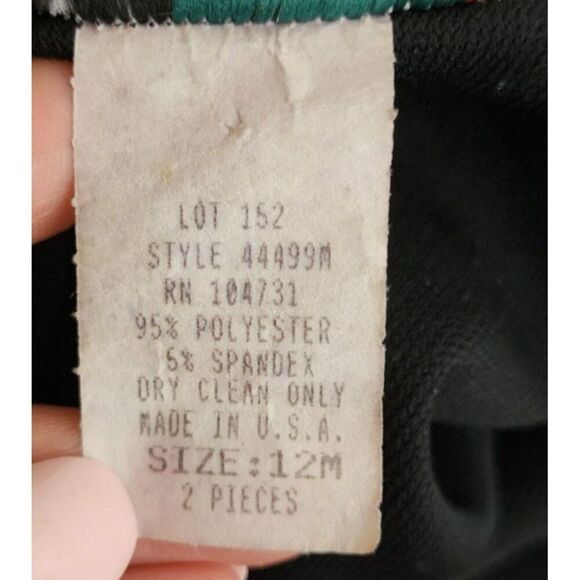 LOT 152
STYLE 44499M
RN 104731
95% POLYESTER
5% SPANDEX
DRY CLEAN ONLY
MADE IN U.S.A.
SIZE:12M
2 PIECES